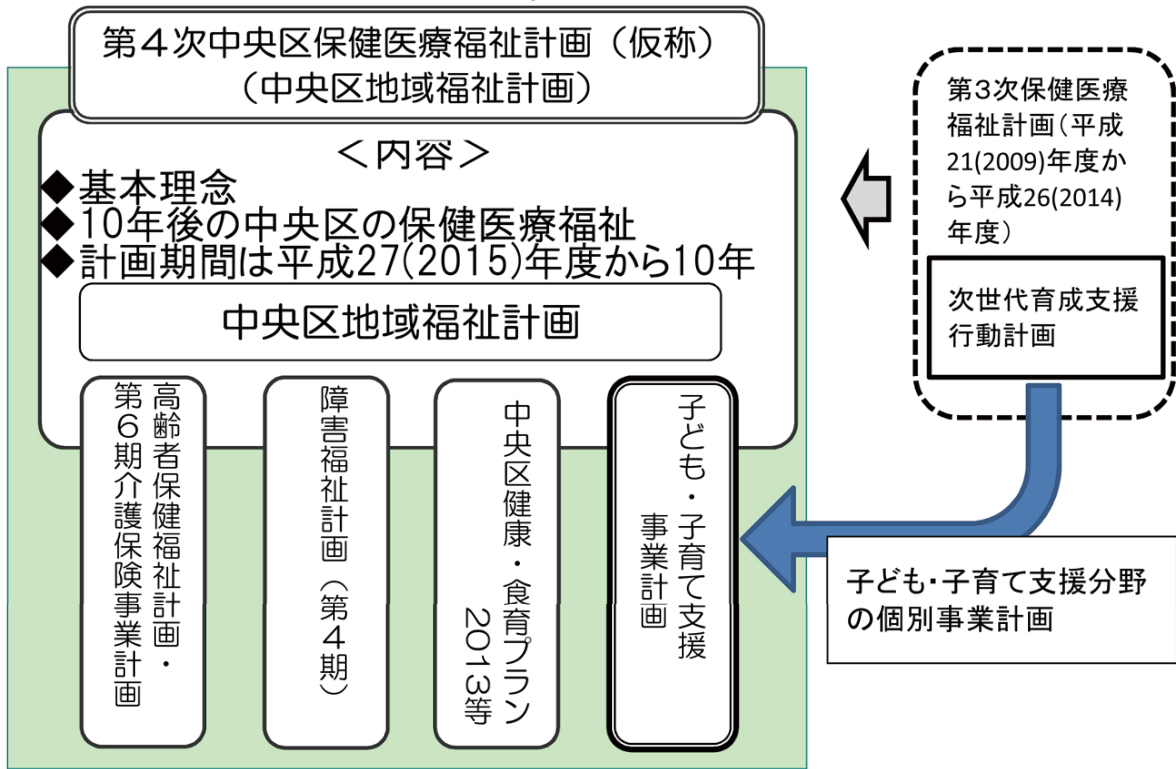 第４次中央区保健医療福祉計画（仮称）
（中央区地域福祉計画）
＜内容＞
◆基本理念
◆10年後の中央区の保健医療福祉
◆計画期間は平成27(2015)年度から10年
中央区地域福祉計画
高齢者保健福祉計画・
第６期介護保険事業計画
障害福祉計画（第４期）
中央区健康・食育プラン
２０１３等
子ども・子育て支援
事業計画
第３次保健医療
福祉計画（平成
21(2009)年度か
ら平成26(2014)
年度）
次世代育成支援
行動計画
子ども・子育て支援分野
の個別事業計画